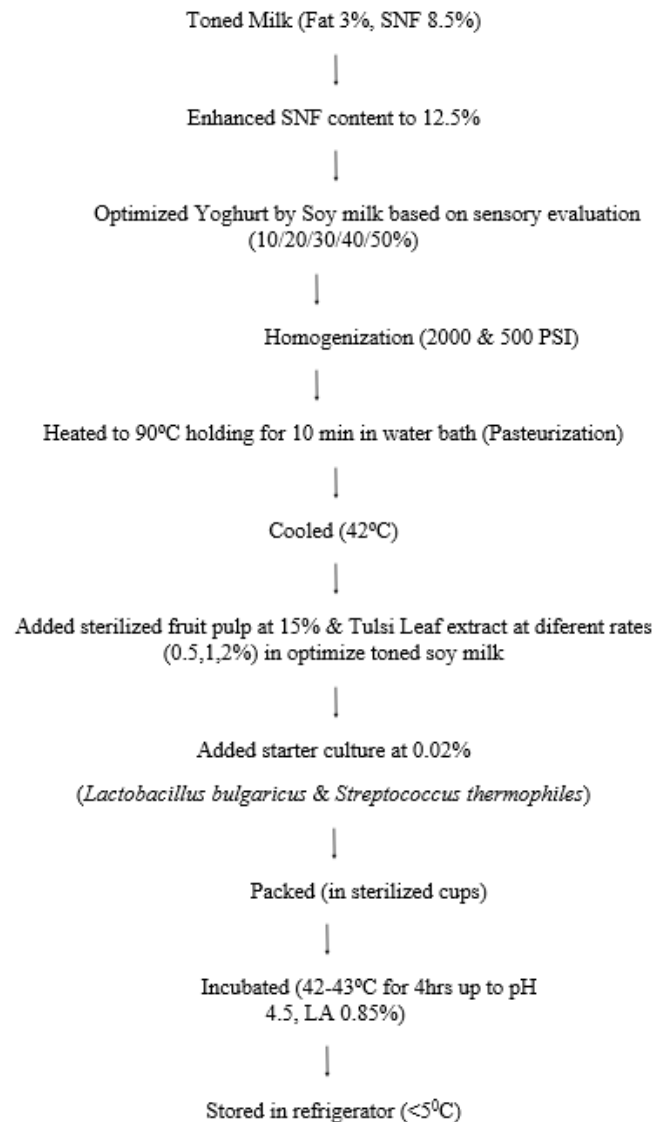 Toned Milk (Fat 3%, SNF 8.5%)
Enhanced SNF content to 12.5%
Optimized Yoghurt by Soy milk based on sensory evaluation
(10/20/30/40/50%)
Homogenization (2000 & 500 PSI)
Heated to 90⁰C holding for 10 min in water bath (Pasteurization)
Cooled (42⁰C)
Added sterilized fruit pulp at 15% & Tulsi Leaf extract at diferent rates
(0.5,1,2%) in optimize toned soy milk
Added starter culture at 0.02%
(Lactobacillus bulgaricus & Streptococcus thermophiles)
Packed (in sterilized cups)
Incubated (42-43⁰C for 4hrs up to pH
4.5, LA 0.85%)
Stored in refrigerator (<5⁰C)